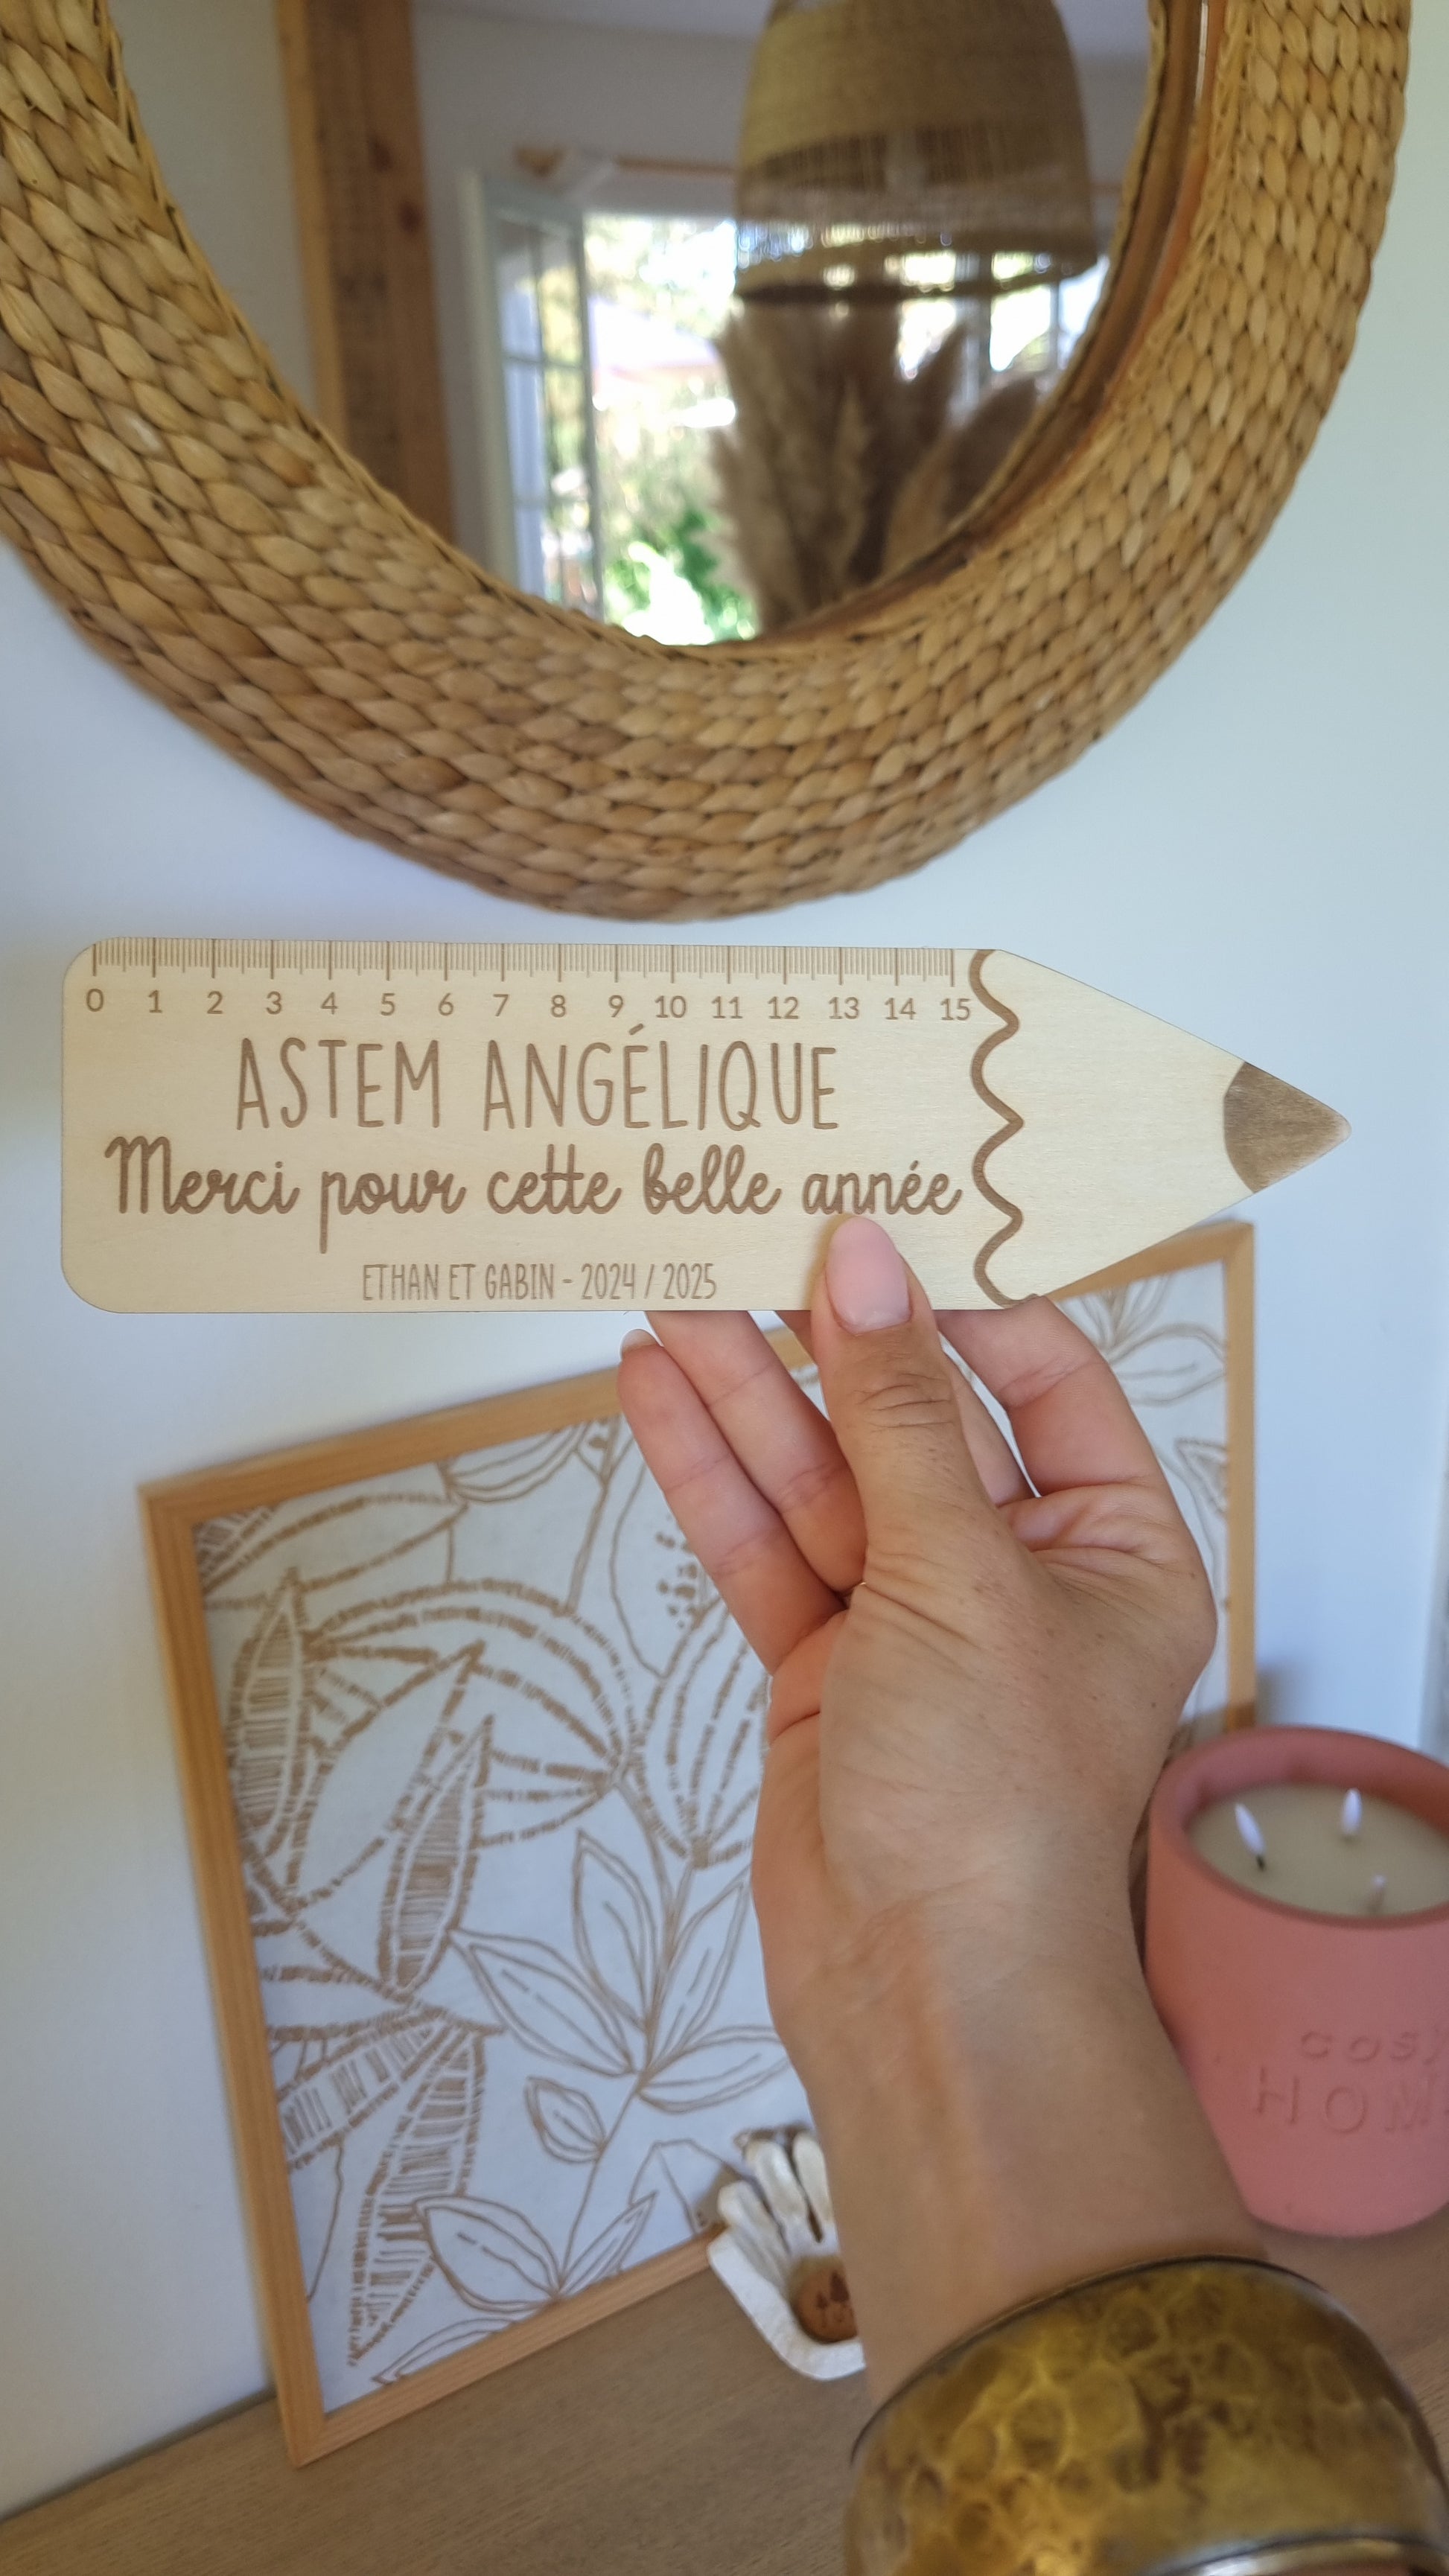 0 1 2 3 4 5 6 7 8 9 10 11 12 13 14 15
ASTEM ANGÉLIQUE
Merci pour cette belle année
ETHAN ET GABIN - 2024 / 2025